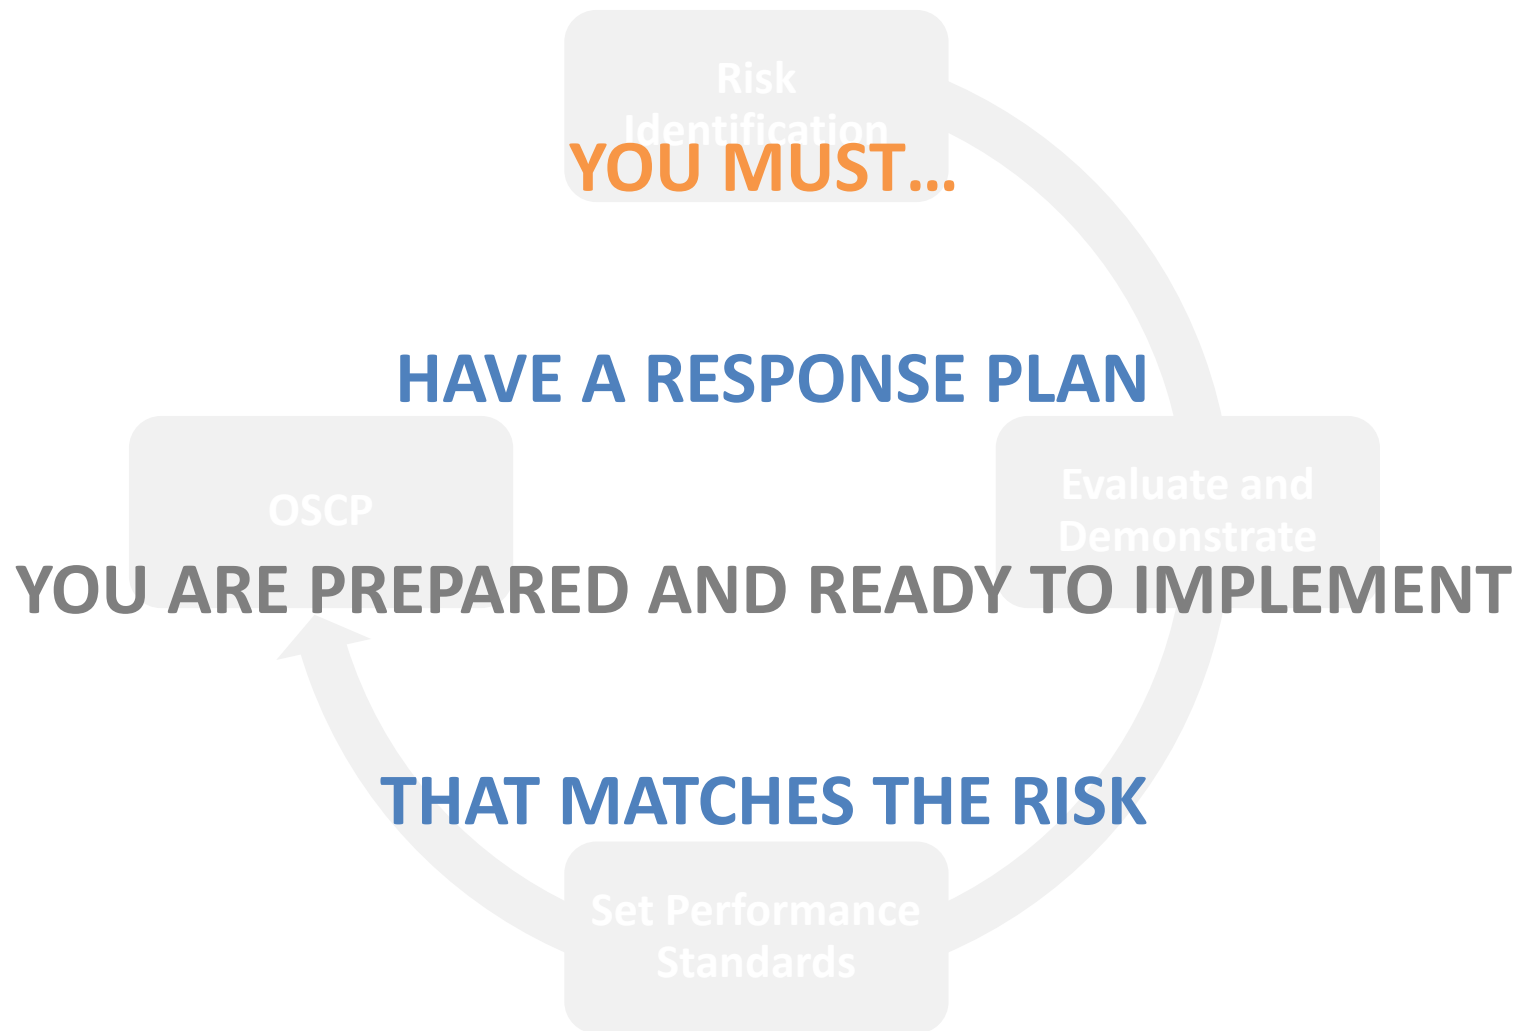 Risk
Identification
YOU MUST…
HAVE A RESPONSE PLAN
OSCP
Evaluate and
Demonstrate
YOU ARE PREPARED AND READY TO IMPLEMENT
THAT MATCHES THE RISK
Set Performance
Standards